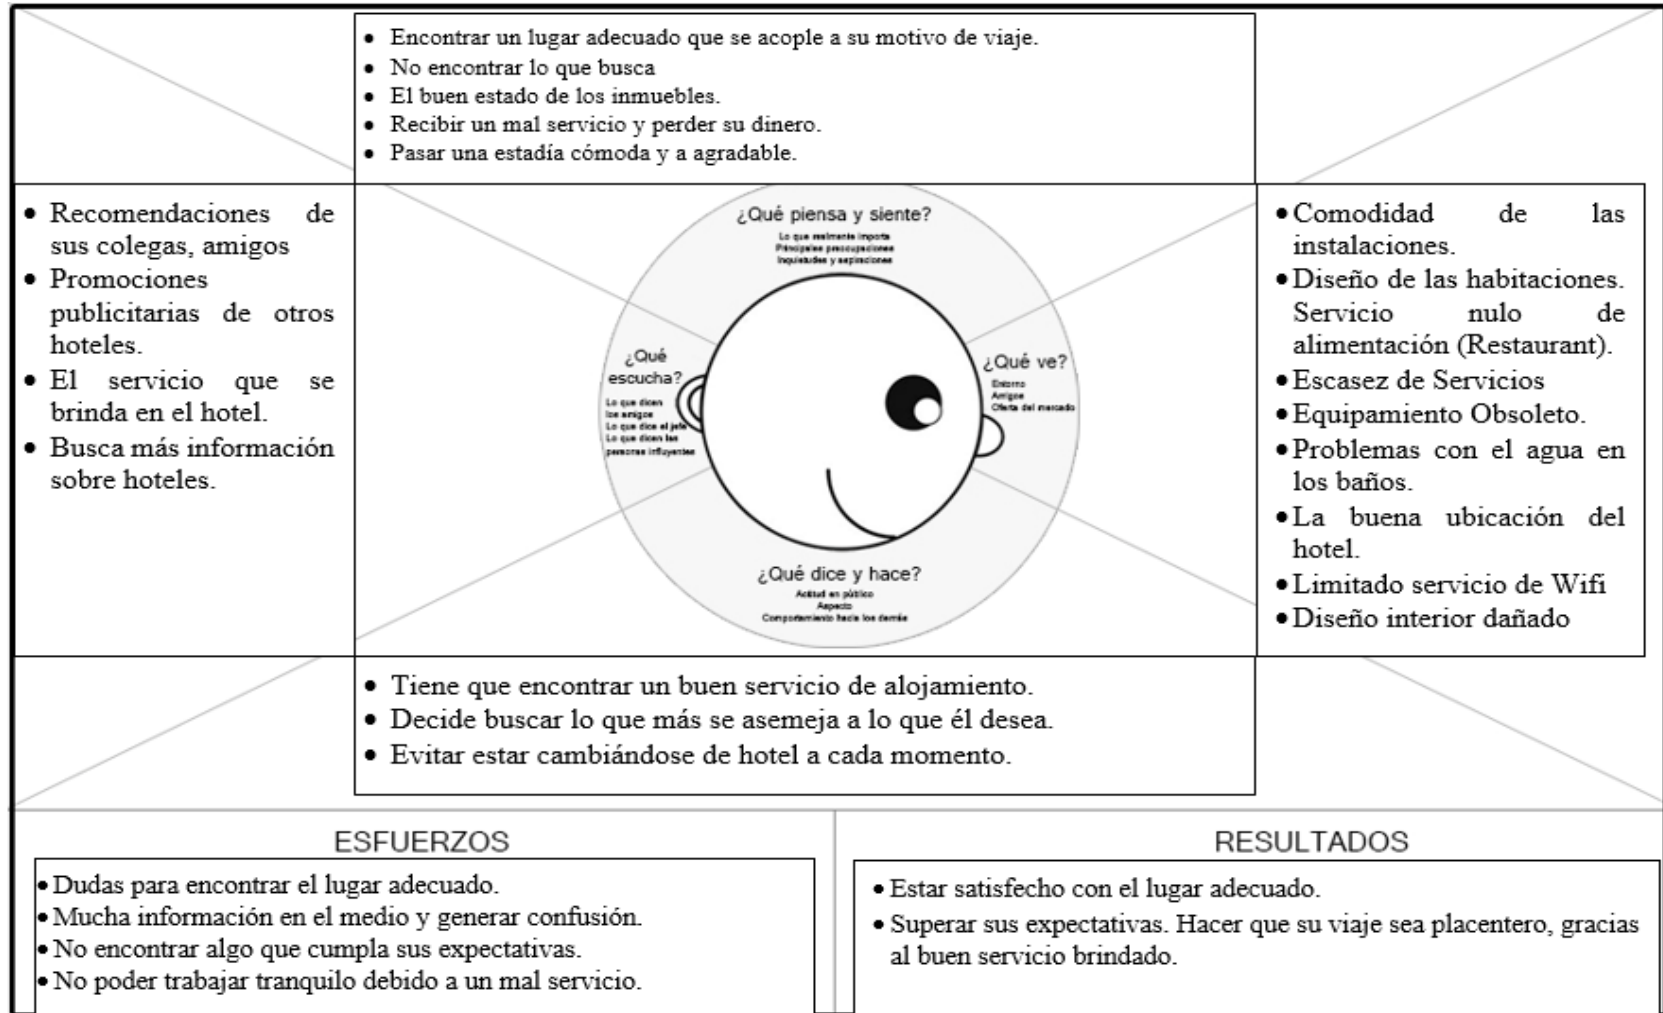 • Encontrar un lugar adecuado que se acople a su motivo de viaje.
• No encontrar lo que busca
• El buen estado de los inmuebles.
• Recibir un mal servicio y perder su dinero.
• Pasar una estadía cómoda y a agradable.
• Recomendaciones de
sus colegas, amigos
• Promociones
publicitarias de otros
hoteles.
• El servicio que se
brinda en el hotel.
• Busca más información
sobre hoteles.
¿Qué piensa y siente?
Lo que realmente importa
Principales preocupaciones
Inquietudes y aspiraciones
¿Qué
escucha?
Lo que dicen
los amigos
Lo que dice el jefe
Lo que dicen las
personas influyentes
¿Qué ve?
Entorno
Amigos
Oferta del mercado
¿Qué dice y hace?
Actitud en público
Aspecto
Comportamiento hacia los demás
• Comodidad de las
instalaciones.
• Diseño de las habitaciones.
Servicio nulo de
alimentación (Restaurant).
• Escasez de Servicios
• Equipamiento Obsoleto.
• Problemas con el agua en
los baños.
• La buena ubicación del
hotel.
• Limitado servicio de Wifi
• Diseño interior dañado
• Tiene que encontrar un buen servicio de alojamiento.
• Decide buscar lo que más se asemeja a lo que él desea.
• Evitar estar cambiándose de hotel a cada momento.
ESFUERZOS
• Dudas para encontrar el lugar adecuado.
• Mucha información en el medio y generar confusión.
• No encontrar algo que cumpla sus expectativas.
• No poder trabajar tranquilo debido a un mal servicio.
RESULTADOS
• Estar satisfecho con el lugar adecuado.
• Superar sus expectativas. Hacer que su viaje sea placentero, gracias
al buen servicio brindado.